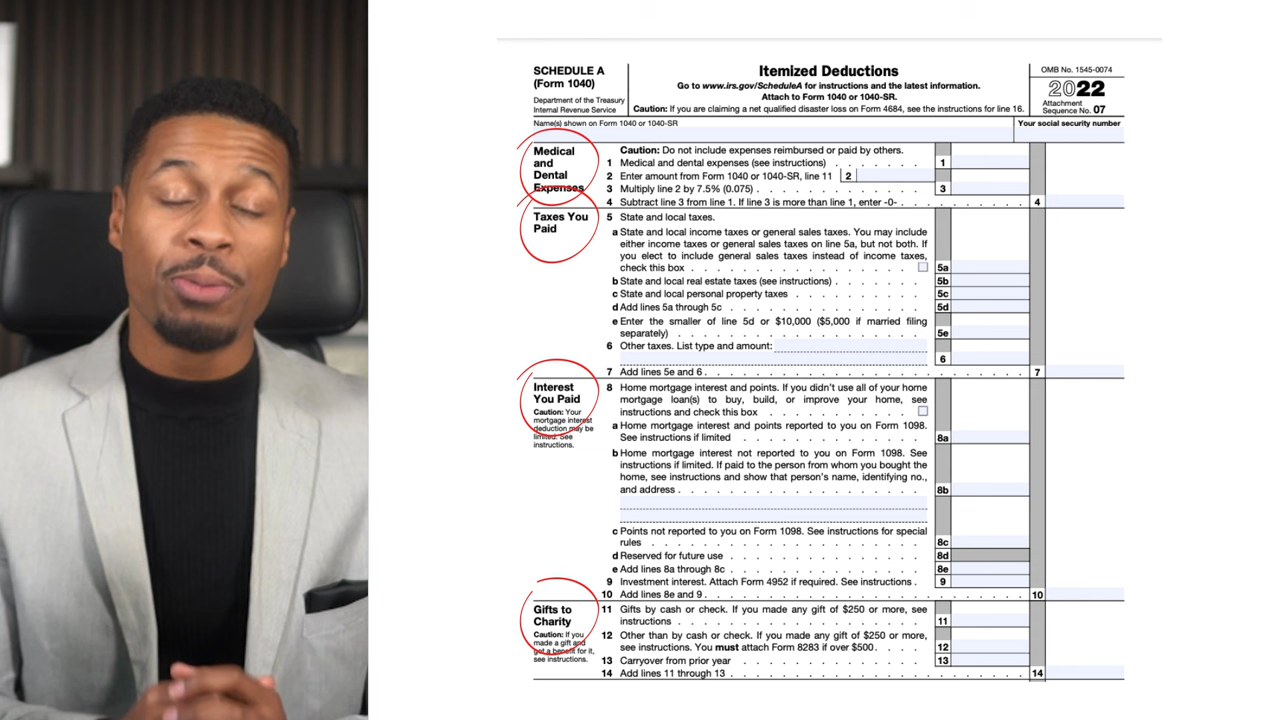 SCHEDULE A
(Form 1040)
Department of the Treasury
Internal Revenue Service
Itemized Deductions
Go to www.irs.gov/ScheduleA for instructions and the latest information.
Attach to Form 1040 or 1040-SR.
Caution: If you are claiming a net qualified disaster loss on Form 4684, see the instructions for line 16.
OMB No. 1545-0074
2022
Attachment
Sequence No. 07
Name(s) shown on Form 1040 or 1040-SR
Your social security number
Medical
and
Dental
Expenses
Caution: Do not include expenses reimbursed or paid by others.
1 Medical and dental expenses (see instructions) . . . . . . . 1
2 Enter amount from Form 1040 or 1040-SR, line 11 2
3 Multiply line 2 by 7.5% (0.075) . . . . . . . . . . . . . 3
4 Subtract line 3 from line 1. If line 3 is more than line 1, enter -0- . . . . . . . . . . 4
Taxes You
Paid
5 State and local taxes.
a State and local income taxes or general sales taxes. You may include
either income taxes or general sales taxes on line 5a, but not both. If
you elect to include general sales taxes instead of income taxes,
check this box . . . . . . . . . . . . . . . . . 5a
b State and local real estate taxes (see instructions) . . . . . . . 5b
c State and local personal property taxes . . . . . . . . . . 5c
d Add lines 5a through 5c . . . . . . . . . . . . . . . 5d
e Enter the smaller of line 5d or $10,000 ($5,000 if married filing
separately) . . . . . . . . . . . . . . . . . . . 5e
6 Other taxes. List type and amount:
6
7 Add lines 5e and 6 . . . . . . . . . . . . . . . . . . . . . . . . 7
Interest
You Paid
Caution: Your
mortgage interest
deduction may be
limited. See
instructions.
8 Home mortgage interest and points. If you didn't use all of your home
mortgage loan(s) to buy, build, or improve your home, see
instructions and check this box . . . . . . . . . . . .
a Home mortgage interest and points reported to you on Form 1098.
See instructions if limited . . . . . . . . . . . . . . 8a
b Home mortgage interest not reported to you on Form 1098. See
instructions if limited. If paid to the person from whom you bought the
home, see instructions and show that person's name, identifying no.,
and address . . . . . . . . . . . . . . . . . . . 8b
c Points not reported to you on Form 1098. See instructions for special
rules . . . . . . . . . . . . . . . . . . . . . 8c
d Reserved for future use . . . . . . . . . . . . . . . 8d
e Add lines 8a through 8c . . . . . . . . . . . . . . . 8e
9 Investment interest. Attach Form 4952 if required. See instructions . 9
10 Add lines 8e and 9 . . . . . . . . . . . . . . . . . . . . . . . . 10
Gifts to
Charity
Caution: If you
made a gift and
got a benefit for it,
see instructions.
11 Gifts by cash or check. If you made any gift of $250 or more, see
instructions . . . . . . . . . . . . . . . . . . . 11
12 Other than by cash or check. If you made any gift of $250 or more,
see instructions. You must attach Form 8283 if over $500. . . . 12
13 Carryover from prior year . . . . . . . . . . . . . . 13
14 Add lines 11 through 13 . . . . . . . . . . . . . . . . . . . . . . 14